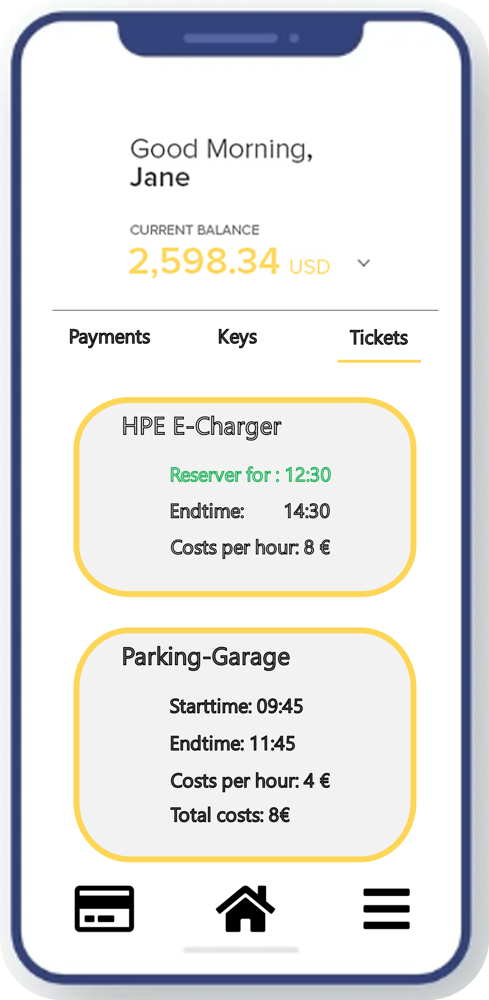 Good Morning,
Jane
CURRENT BALANCE
2,598.34 USD
Payments Keys Tickets
HPE E-Charger
Reserver for : 12:30
Endtime: 14:30
Costs per hour: 8 €
Parking-Garage
Starttime: 09:45
Endtime: 11:45
Costs per hour: 4 €
Total costs: 8€